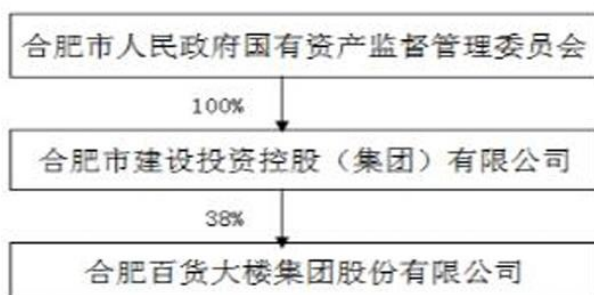 合肥市人民政府国有资产监督管理委员会
100%
合肥市建设投资控股（集团）有限公司
38%
合肥百货大楼集团股份有限公司